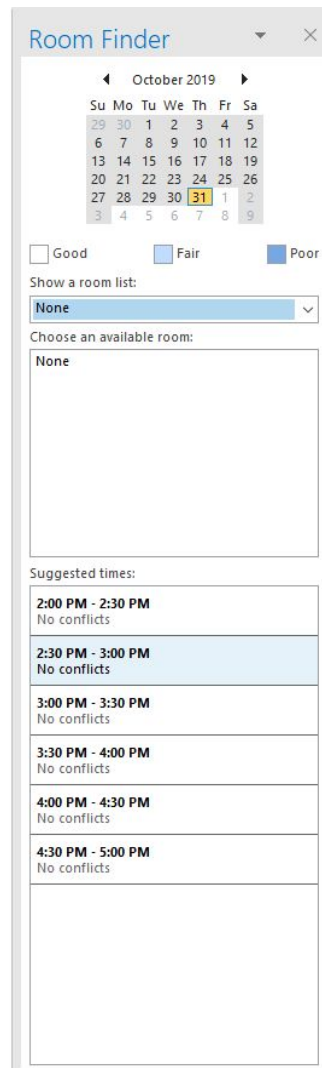 Room Finder
October 2019
Su Mo Tu We Th Fr Sa
29 30 1 2 3 4 5
6 7 8 9 10 11 12
13 14 15 16 17 18 19
20 21 22 23 24 25 26
27 28 29 30 31 1 2
3 4 5 6 7 8 9
Good Fair Poor
Show a room list:
None
Choose an available room:
None
Suggested times:
2:00 PM - 2:30 PM
No conflicts
2:30 PM - 3:00 PM
No conflicts
3:00 PM - 3:30 PM
No conflicts
3:30 PM - 4:00 PM
No conflicts
4:00 PM - 4:30 PM
No conflicts
4:30 PM - 5:00 PM
No conflicts